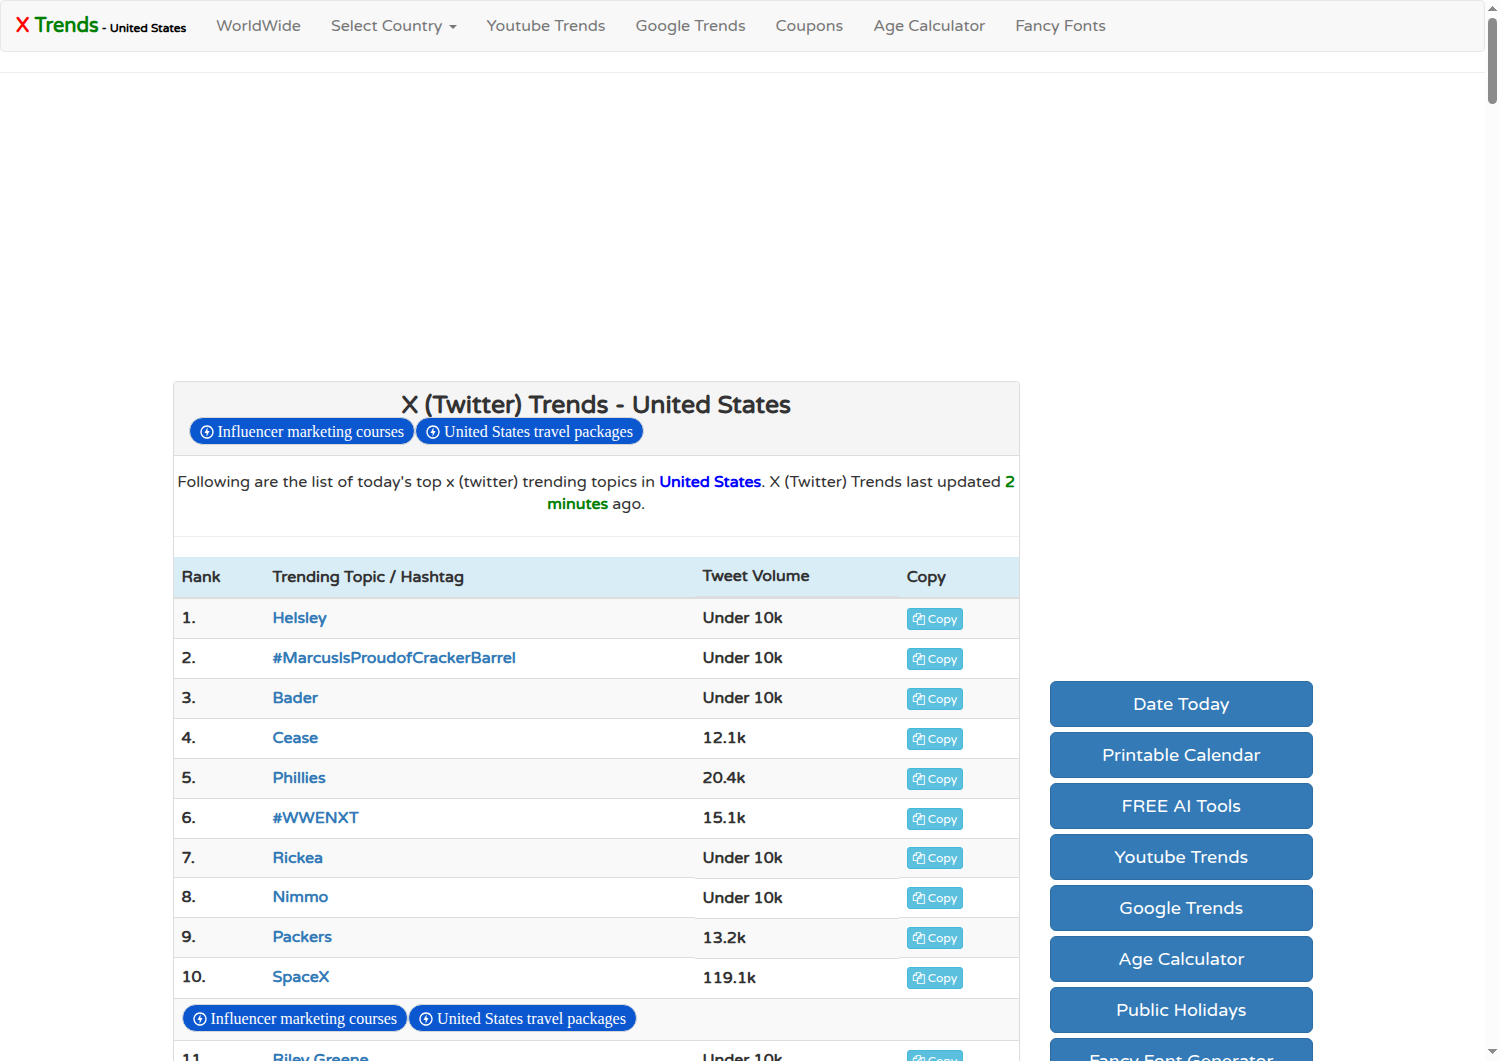 X Trends - United States
WorldWide
Select Country
Youtube Trends
Google Trends
Coupons
Age Calculator
Fancy Fonts
X (Twitter) Trends - United States
Influencer marketing courses
United States travel packages
Following are the list of today's top x (twitter) trending topics in United States. X (Twitter) Trends last updated 2
minutes ago.
Rank Trending Topic / Hashtag Tweet Volume Copy
1. Helsley Under 10k Copy
2. #MarcusIsProudofCrackerBarrel Under 10k Copy
3. Bader Under 10k Copy
4. Cease 12.1k Copy
5. Phillies 20.4k Copy
6. #WWENXT 15.1k Copy
7. Rickea Under 10k Copy
8. Nimmo Under 10k Copy
9. Packers 13.2k Copy
10. SpaceX 119.1k Copy
Influencer marketing courses
United States travel packages
11. Riley Greene Under 10k Copy
Date Today
Printable Calendar
FREE AI Tools
Youtube Trends
Google Trends
Age Calculator
Public Holidays
Fancy Font Generator